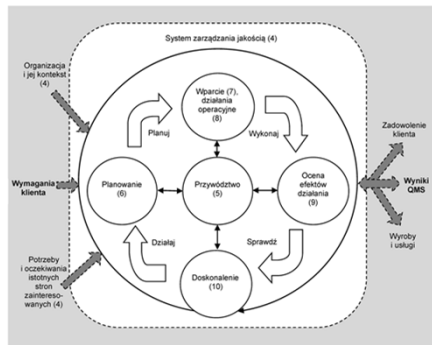 System zarządzania jakością (4)
Organizacja
i jej kontekst
(4)
Wparcie (7),
działania
operacyjne
(8)
Planuj
Wykonaj
Zadowolenie
klienta
Wymagania
klienta
Planowanie
(6)
Przywództwo
(5)
Ocena
efektów
działania
(9)
Wyniki
QMS
Działaj
Sprawdź
Potrzeby
i oczekiwania
istotnych
stron
zaintereso-
wanych (4)
Doskonalenie
(10)
Wyroby
i usługi